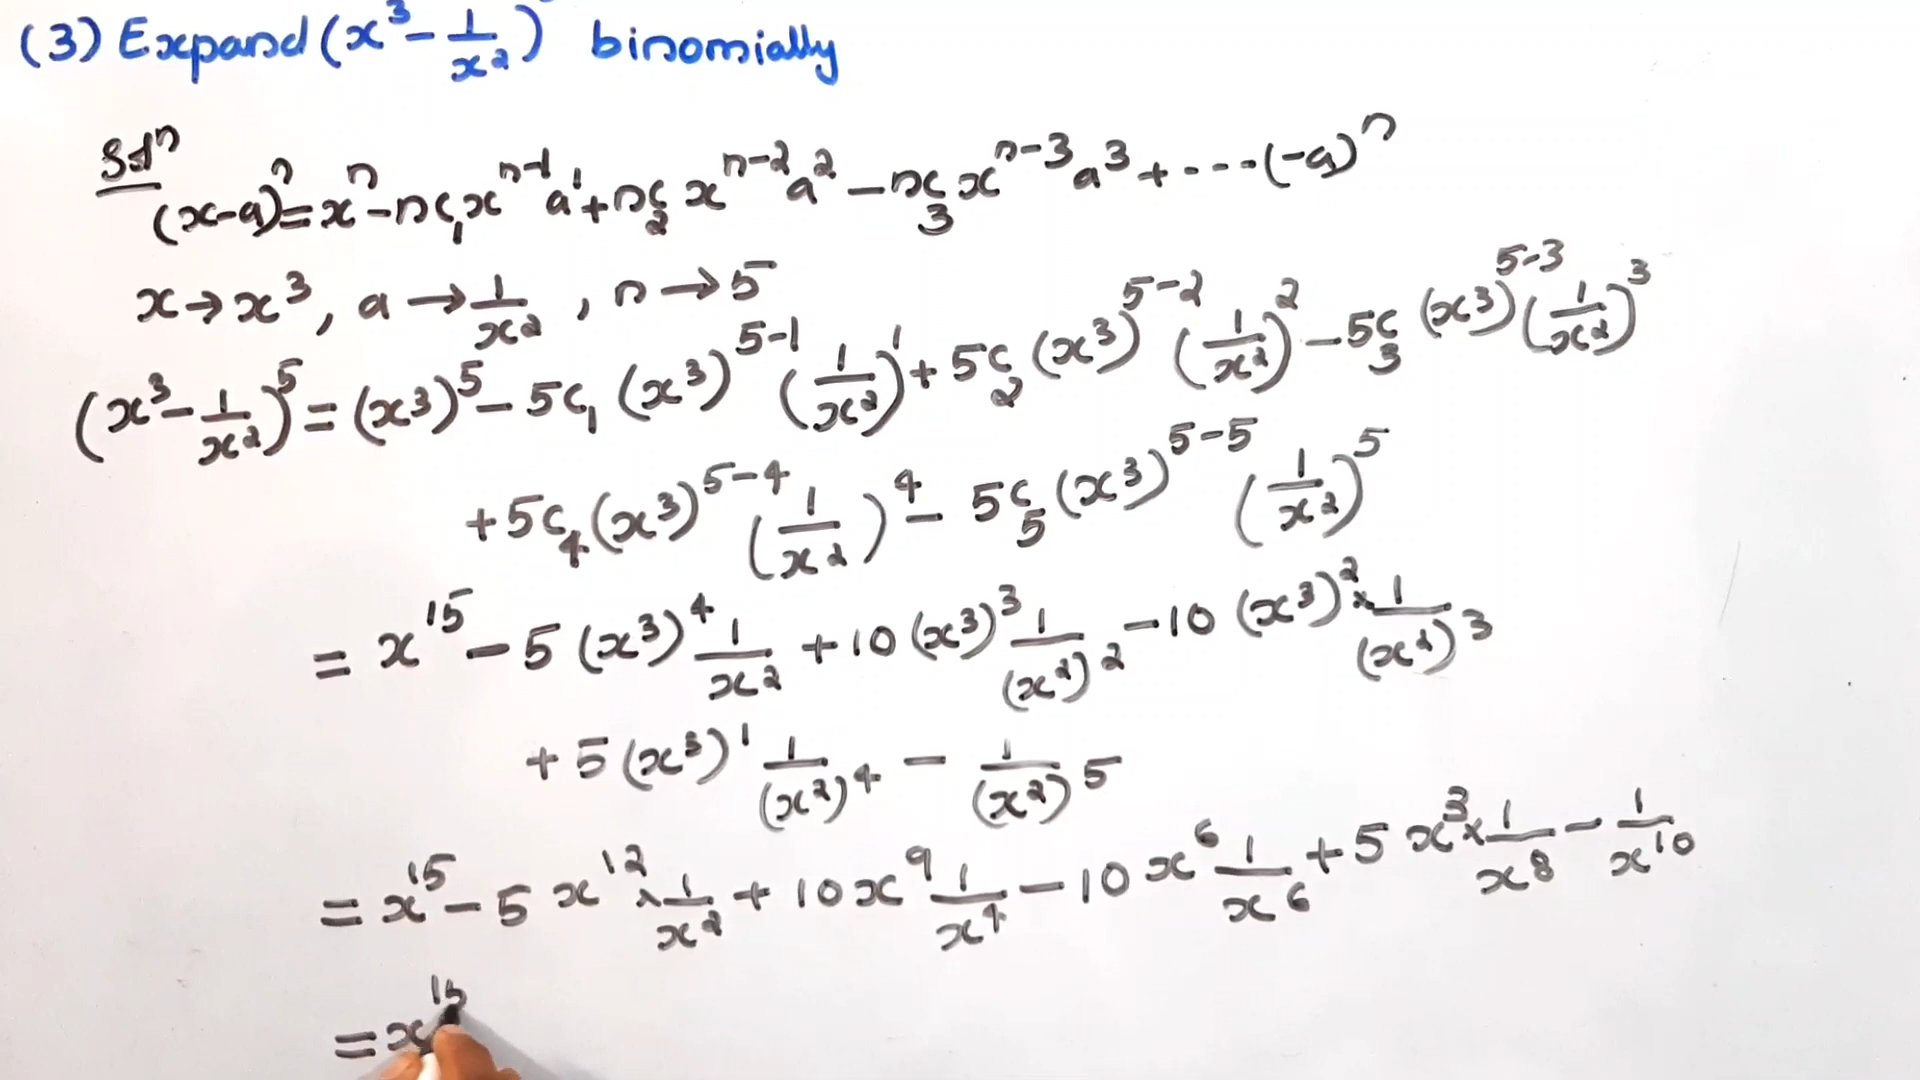 (3) Expand (x³ - 1/x²) binomially
Solⁿ
(x-a)ⁿ = xⁿ - nC₁ xⁿ⁻¹ a¹ + nC₂ xⁿ⁻² a² - nC₃ xⁿ⁻³ a³ + ---- (-a)ⁿ
x → x³, a → 1/x² , n → 5
(x³ - 1/x²)⁵ = (x³)⁵ - 5C₁ (x³)⁵⁻¹ (1/x²)¹ + 5C₂ (x³)⁵⁻² (1/x²)² - 5C₃ (x³)⁵⁻³ (1/x²)³
+ 5C₄ (x³)⁵⁻⁴ (1/x²)⁴ - 5C₅ (x³)⁵⁻⁵ (1/x²)⁵
= x¹⁵ - 5 (x³)⁴ 1/x² + 10 (x³)³ 1/(x²)² - 10 (x³)² × 1/(x²)³
+ 5 (x³)¹ 1/(x²)⁴ - 1/(x²)⁵
= x¹⁵ - 5 x¹² × 1/x² + 10 x⁹ 1/x⁴ - 10 x⁶ 1/x⁶ + 5 x³ × 1/x⁸ - 1/x¹⁰
= x¹⁵